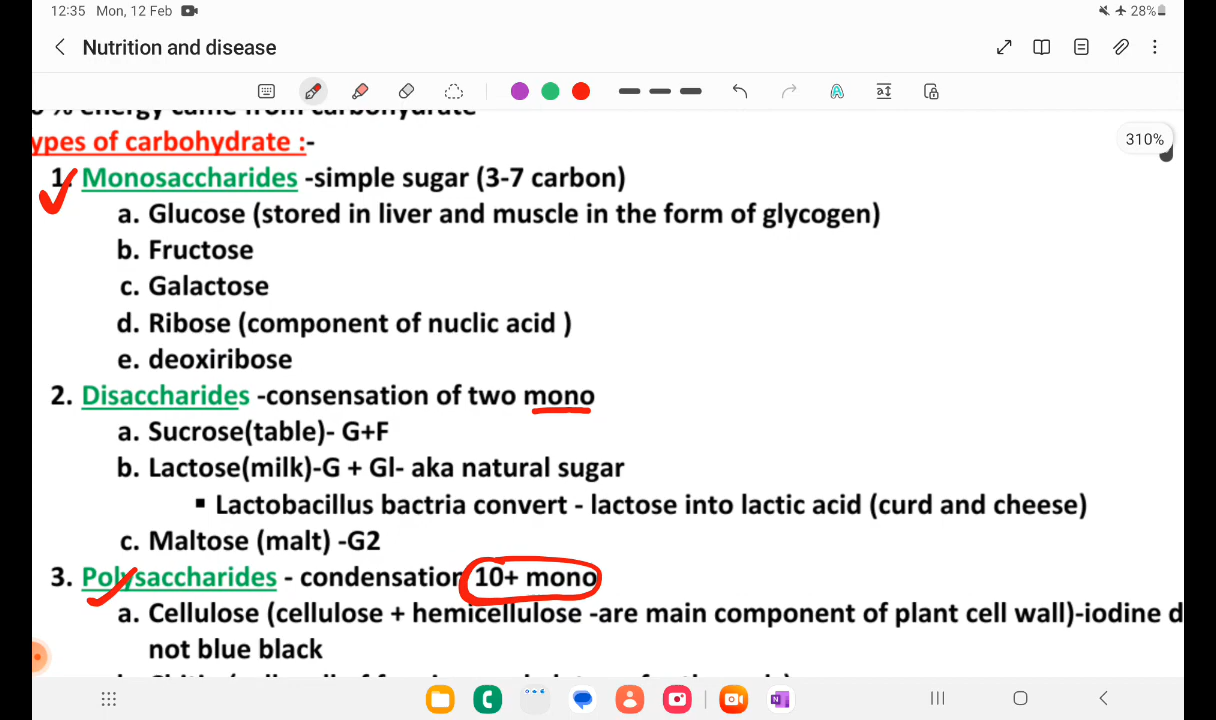 12:35 Mon, 12 Feb 28%
Nutrition and disease
% energy came from carbohydrate
310%
ypes of carbohydrate :-
1. Monosaccharides -simple sugar (3-7 carbon)
a. Glucose (stored in liver and muscle in the form of glycogen)
b. Fructose
c. Galactose
d. Ribose (component of nuclic acid )
e. deoxiribose
2. Disaccharides -consensation of two mono
a. Sucrose(table)- G+F
b. Lactose(milk)-G + Gl- aka natural sugar
▪ Lactobacillus bactria convert - lactose into lactic acid (curd and cheese)
c. Maltose (malt) -G2
3. Polysaccharides - condensation 10+ mono
a. Cellulose (cellulose + hemicellulose -are main component of plant cell wall)-iodine d
not blue black